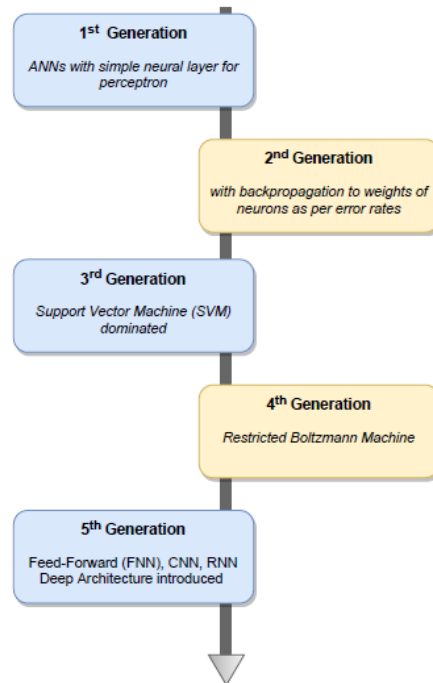 1st Generation
ANNs with simple neural layer for
perceptron
2nd Generation
with backpropagation to weights of
neurons as per error rates
3rd Generation
Support Vector Machine (SVM)
dominated
4th Generation
Restricted Boltzmann Machine
5th Generation
Feed-Forward (FNN), CNN, RNN
Deep Architecture introduced